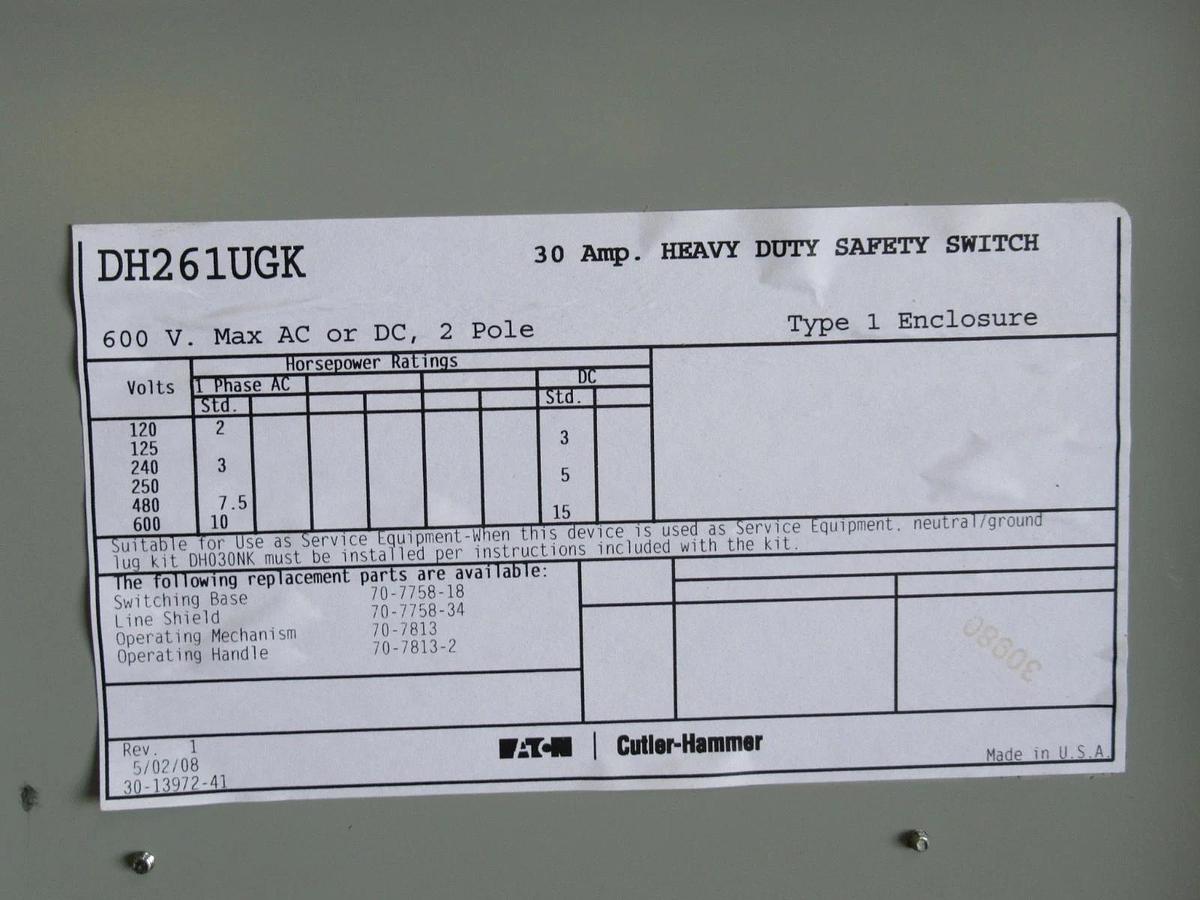 DH261UGK 30 Amp. HEAVY DUTY SAFETY SWITCH
600 V. Max AC or DC, 2 Pole Type 1 Enclosure
Horsepower Ratings
Volts 1 Phase AC DC
Std. Std.
120 2
125 3
240 3
250 5
480 7.5
600 10 15
Suitable for Use as Service Equipment-When this device is used as Service Equipment, neutral/ground
lug kit DH030NK must be installed per instructions included with the kit.
The following replacement parts are available:
Switching Base 70-7758-18
Line Shield 70-7758-34
Operating Mechanism 70-7813
Operating Handle 70-7813-2
30980
Rev. 1
5/02/08
30-13972-41
EATON | Cutler-Hammer
Made in U.S.A.